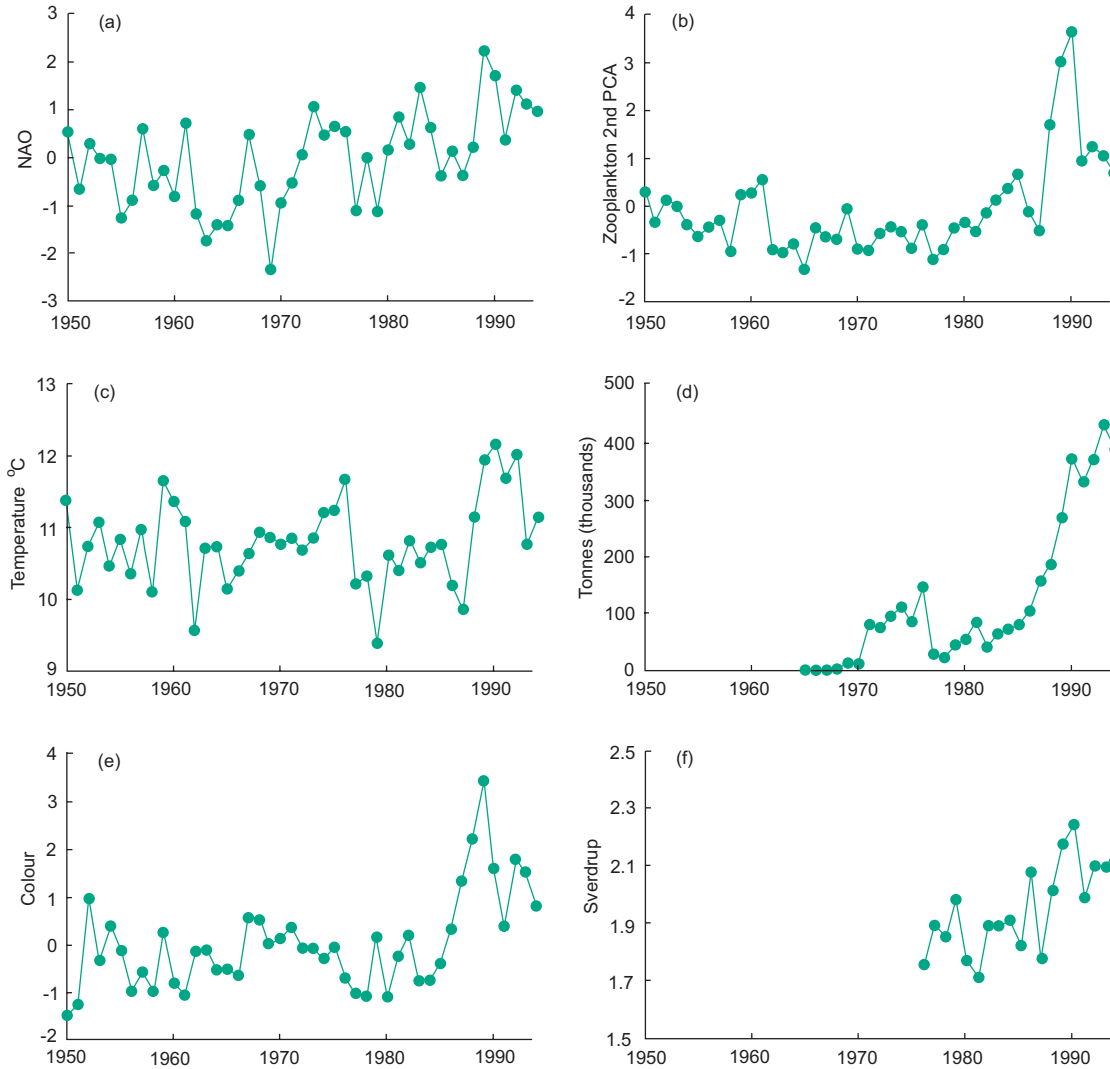 (a)
3
2
1
0
-1
-2
-3
NAO
1950 1960 1970 1980 1990
(b)
4
3
2
1
0
-1
-2
Zooplankton 2nd PCA
1950 1960 1970 1980 1990
(c)
13
12
11
10
9
Temperature °C
1950 1960 1970 1980 1990
(d)
500
400
300
200
100
0
Tonnes (thousands)
1950 1960 1970 1980 1990
(e)
4
3
2
1
0
-1
-2
Colour
1950 1960 1970 1980 1990
(f)
2.5
2.3
2.1
1.9
1.7
1.5
Sverdrup
1950 1960 1970 1980 1990